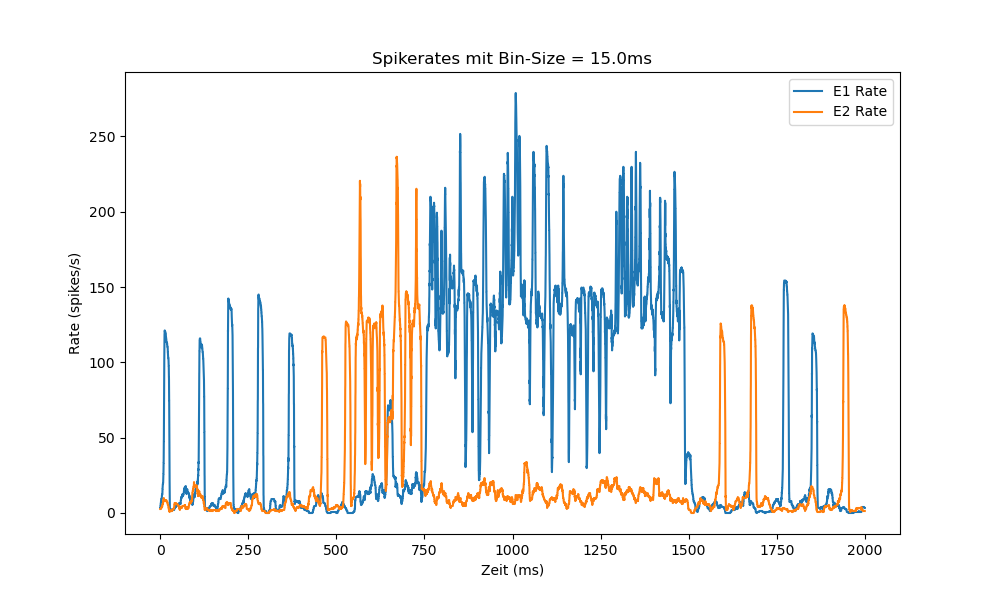 Spikerates mit Bin-Size = 15.0ms
E1 Rate
E2 Rate
Rate (spikes/s)
250
200
150
100
50
0
0 250 500 750 1000 1250 1500 1750 2000
Zeit (ms)